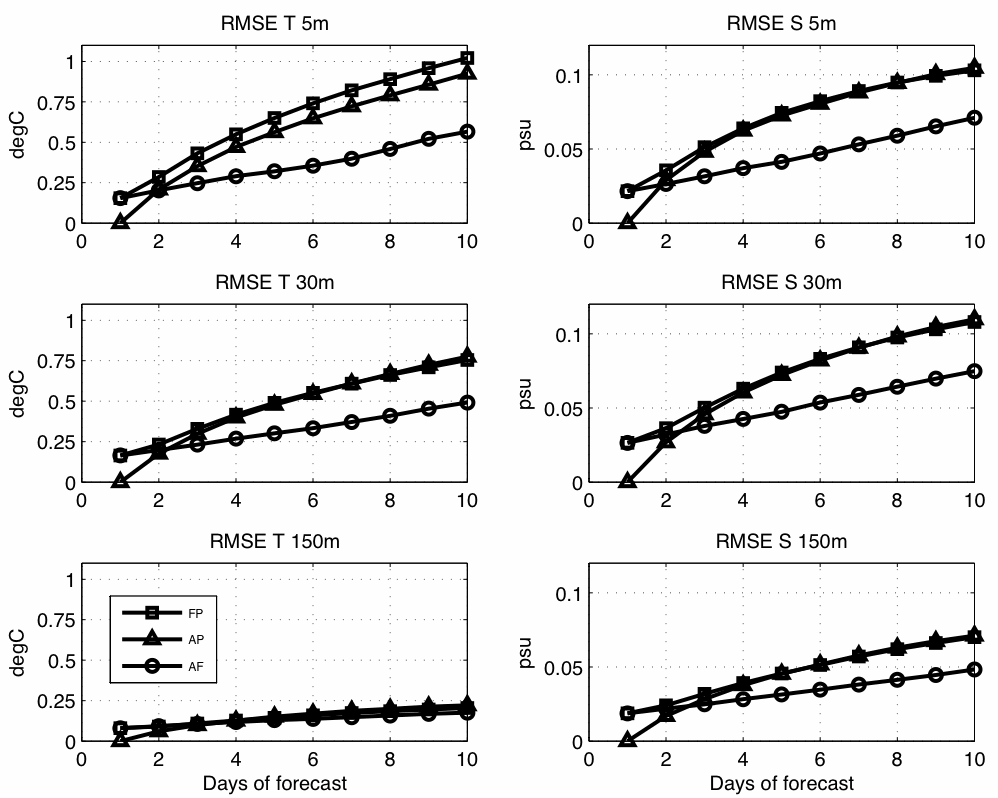 RMSE T 5m
degC
1
0.75
0.5
0.25
0
0 2 4 6 8 10
RMSE S 5m
psu
0.1
0.05
0
0 2 4 6 8 10
RMSE T 30m
degC
1
0.75
0.5
0.25
0
0 2 4 6 8 10
RMSE S 30m
psu
0.1
0.05
0
0 2 4 6 8 10
RMSE T 150m
degC
1
0.75
0.5
0.25
0
FP
AP
AF
0 2 4 6 8 10
Days of forecast
RMSE S 150m
psu
0.1
0.05
0
0 2 4 6 8 10
Days of forecast